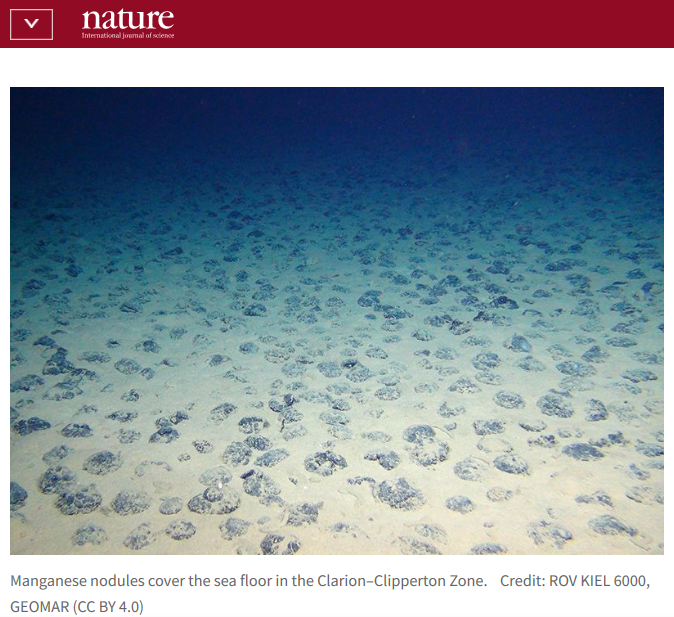 nature
International journal of science
Manganese nodules cover the sea floor in the Clarion–Clipperton Zone. Credit: ROV KIEL 6000,
GEOMAR (CC BY 4.0)